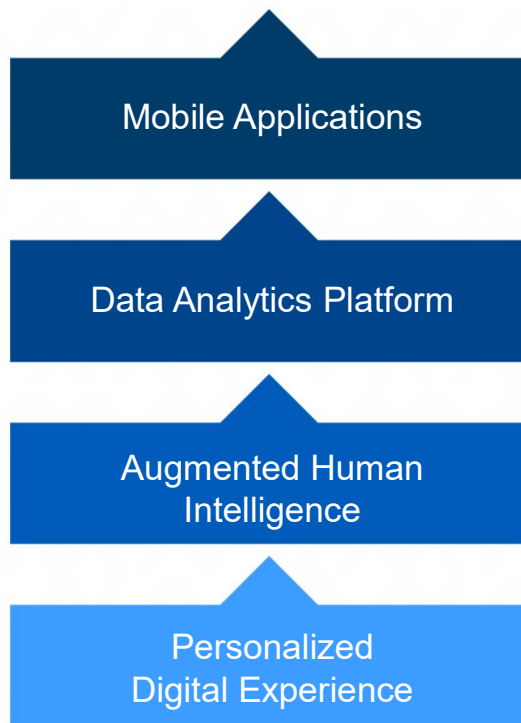 Mobile Applications
Data Analytics Platform
Augmented Human
Intelligence
Personalized
Digital Experience